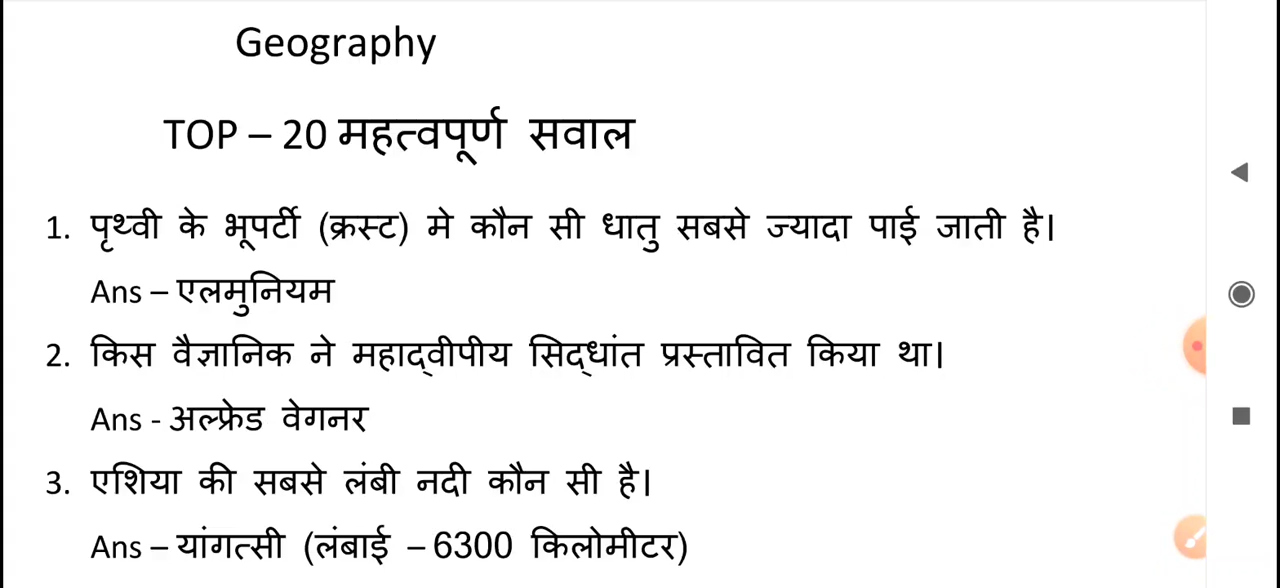 Geography
TOP – 20 महत्वपूर्ण सवाल
1. पृथ्वी के भूपर्टी (क्रस्ट) मे कौन सी धातु सबसे ज्यादा पाई जाती है।
Ans – एलमुनियम
2. किस वैज्ञानिक ने महाद्वीपीय सिद्धांत प्रस्तावित किया था।
Ans - अल्फ्रेड वेगनर
3. एशिया की सबसे लंबी नदी कौन सी है।
Ans – यांगत्सी (लंबाई – 6300 किलोमीटर)